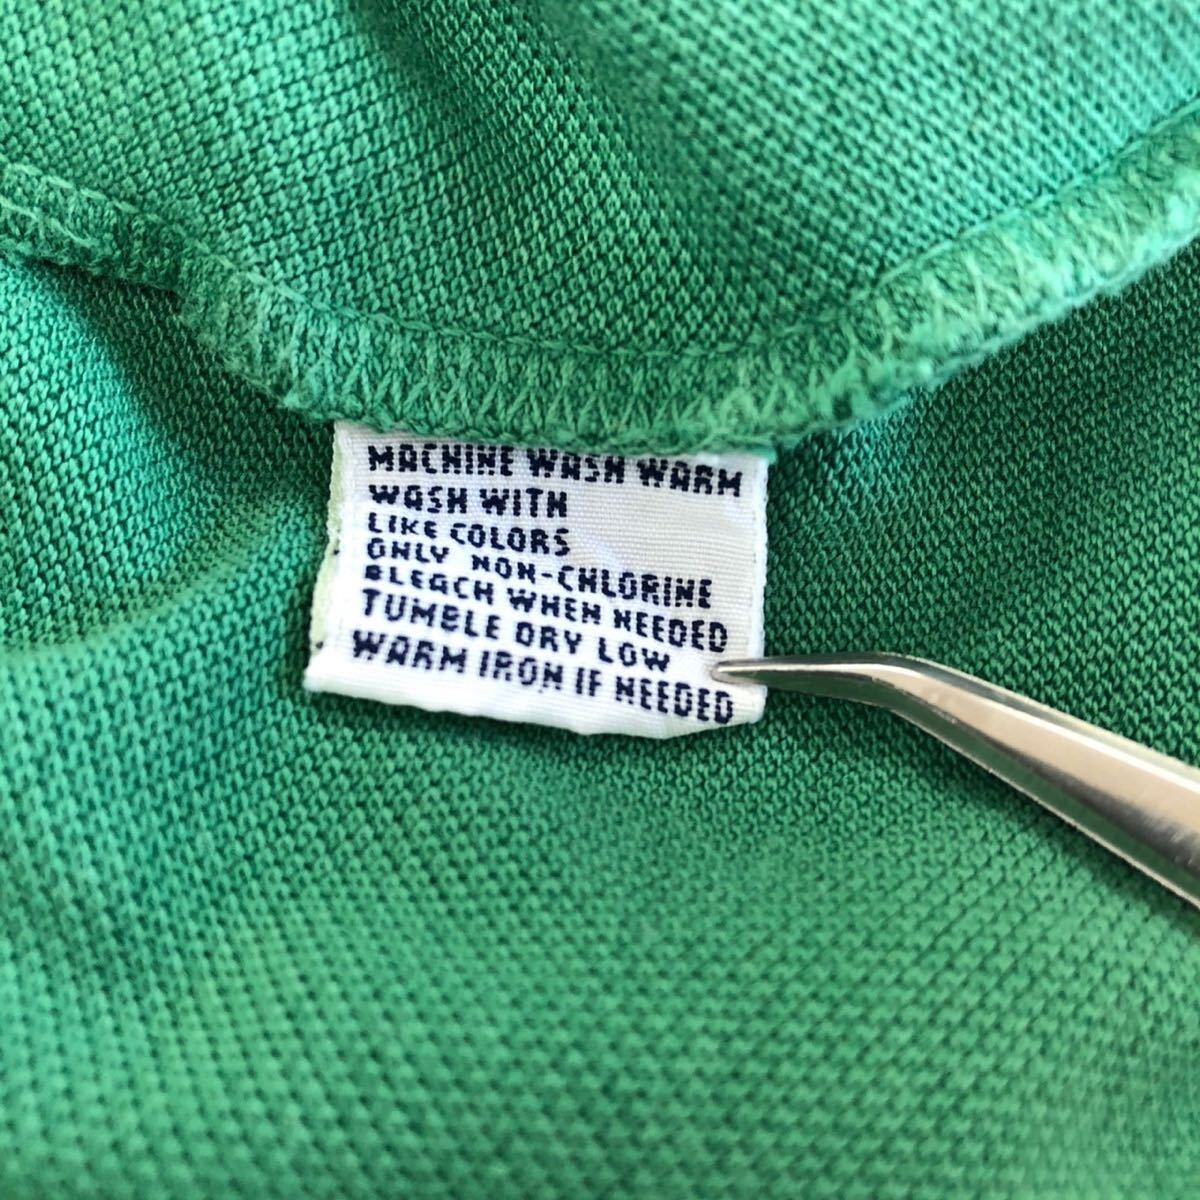 MACHINE WASH WARM
WASH WITH
LIKE COLORS
ONLY NON-CHLORINE
BLEACH WHEN NEEDED
TUMBLE DRY LOW
WARM IRON IF NEEDED